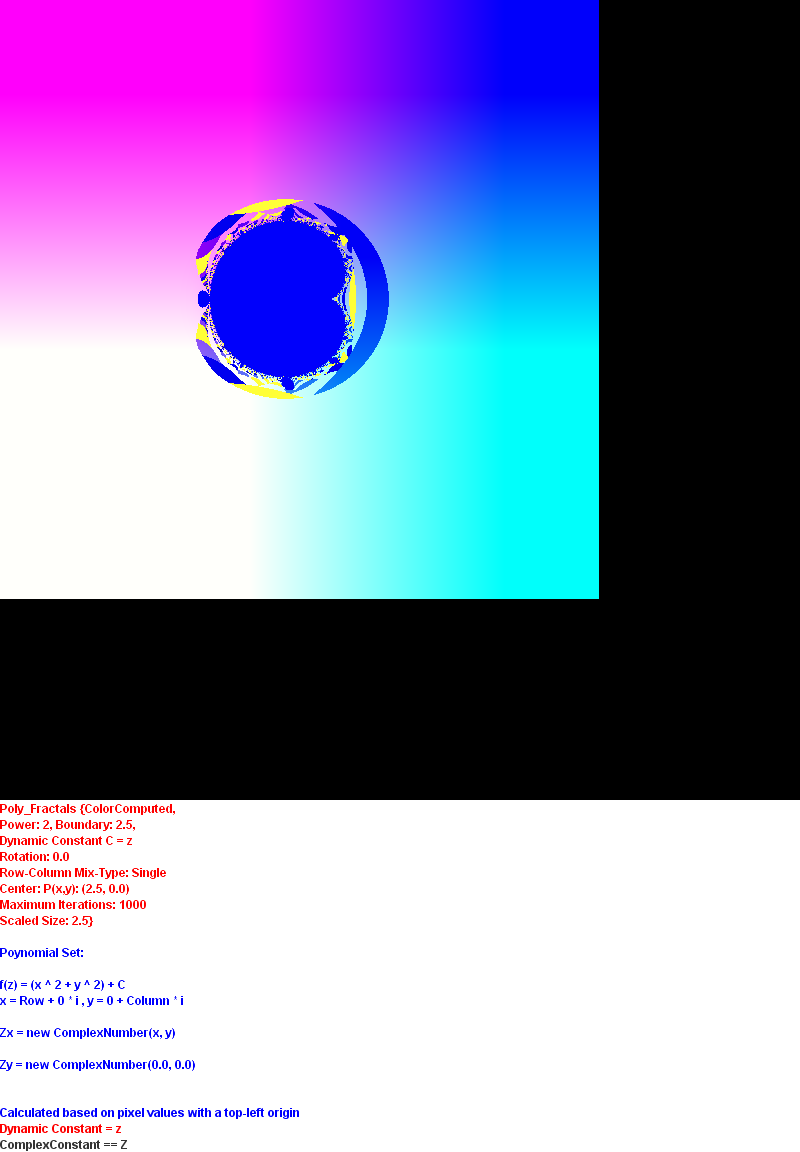 Poly_Fractals {ColorComputed,
Power: 2, Boundary: 2.5,
Dynamic Constant C = z
Rotation: 0.0
Row-Column Mix-Type: Single
Center: P(x,y): (2.5, 0.0)
Maximum Iterations: 1000
Scaled Size: 2.5}
Poynomial Set:
f(z) = (x ^ 2 + y ^ 2) + C
x = Row + 0 * i , y = 0 + Column * i
Zx = new ComplexNumber(x, y)
Zy = new ComplexNumber(0.0, 0.0)
Calculated based on pixel values with a top-left origin
Dynamic Constant = z
ComplexConstant == Z